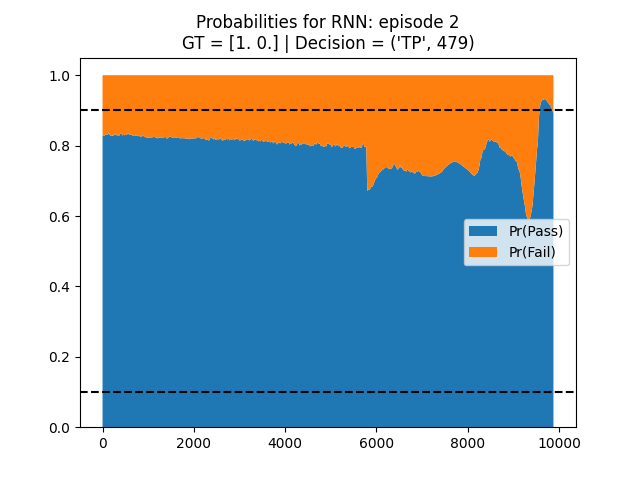 Probabilities for RNN: episode 2
GT = [1. 0.] | Decision = ('TP', 479)
1.0
0.8
0.6
0.4
0.2
0.0
Pr(Pass)
Pr(Fail)
0 2000 4000 6000 8000 10000